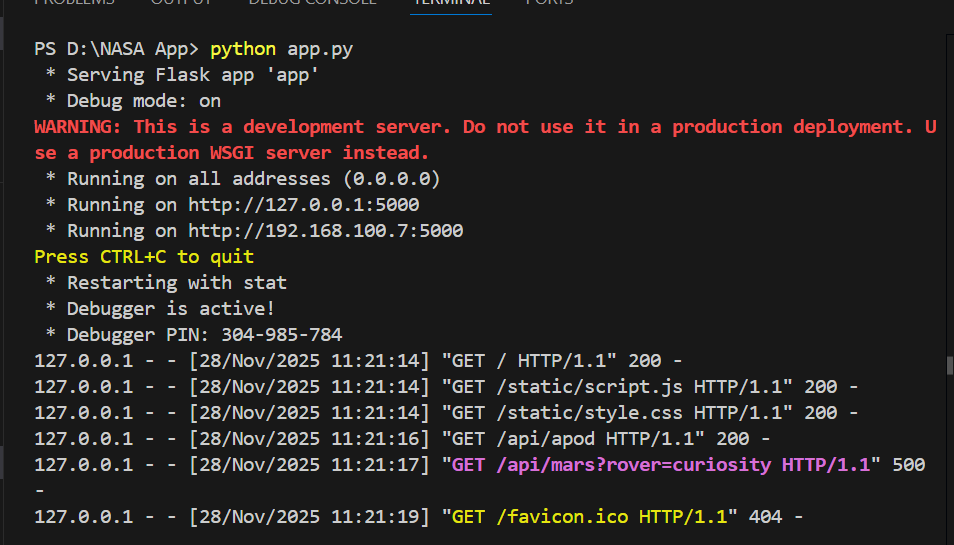 PROBLEMS OUTPUT DEBUG CONSOLE TERMINAL PORTS
PS D:\NASA App> python app.py
 * Serving Flask app 'app'
 * Debug mode: on
WARNING: This is a development server. Do not use it in a production deployment. U
se a production WSGI server instead.
 * Running on all addresses (0.0.0.0)
 * Running on http://127.0.0.1:5000
 * Running on http://192.168.100.7:5000
Press CTRL+C to quit
 * Restarting with stat
 * Debugger is active!
 * Debugger PIN: 304-985-784
127.0.0.1 - - [28/Nov/2025 11:21:14] "GET / HTTP/1.1" 200 -
127.0.0.1 - - [28/Nov/2025 11:21:14] "GET /static/script.js HTTP/1.1" 200 -
127.0.0.1 - - [28/Nov/2025 11:21:14] "GET /static/style.css HTTP/1.1" 200 -
127.0.0.1 - - [28/Nov/2025 11:21:16] "GET /api/apod HTTP/1.1" 200 -
127.0.0.1 - - [28/Nov/2025 11:21:17] "GET /api/mars?rover=curiosity HTTP/1.1" 500
-
127.0.0.1 - - [28/Nov/2025 11:21:19] "GET /favicon.ico HTTP/1.1" 404 -